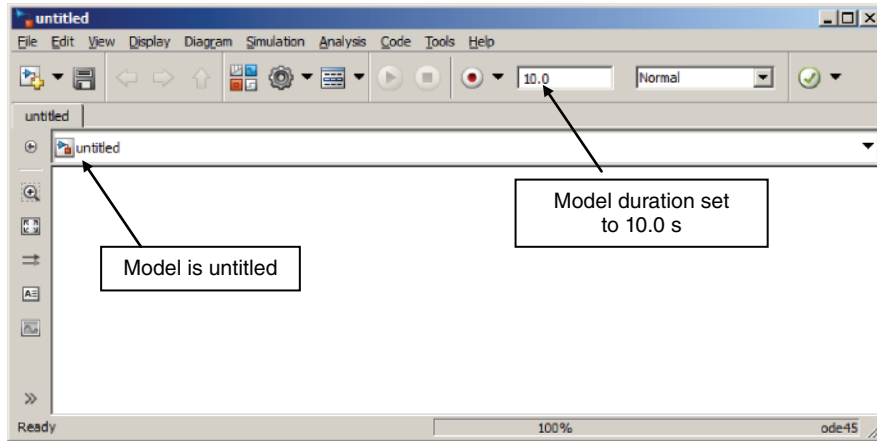 untitled
File Edit View Display Diagram Simulation Analysis Code Tools Help
10.0 Normal
untitled
untitled
Model duration set
to 10.0 s
Model is untitled
A
Ready 100% ode45